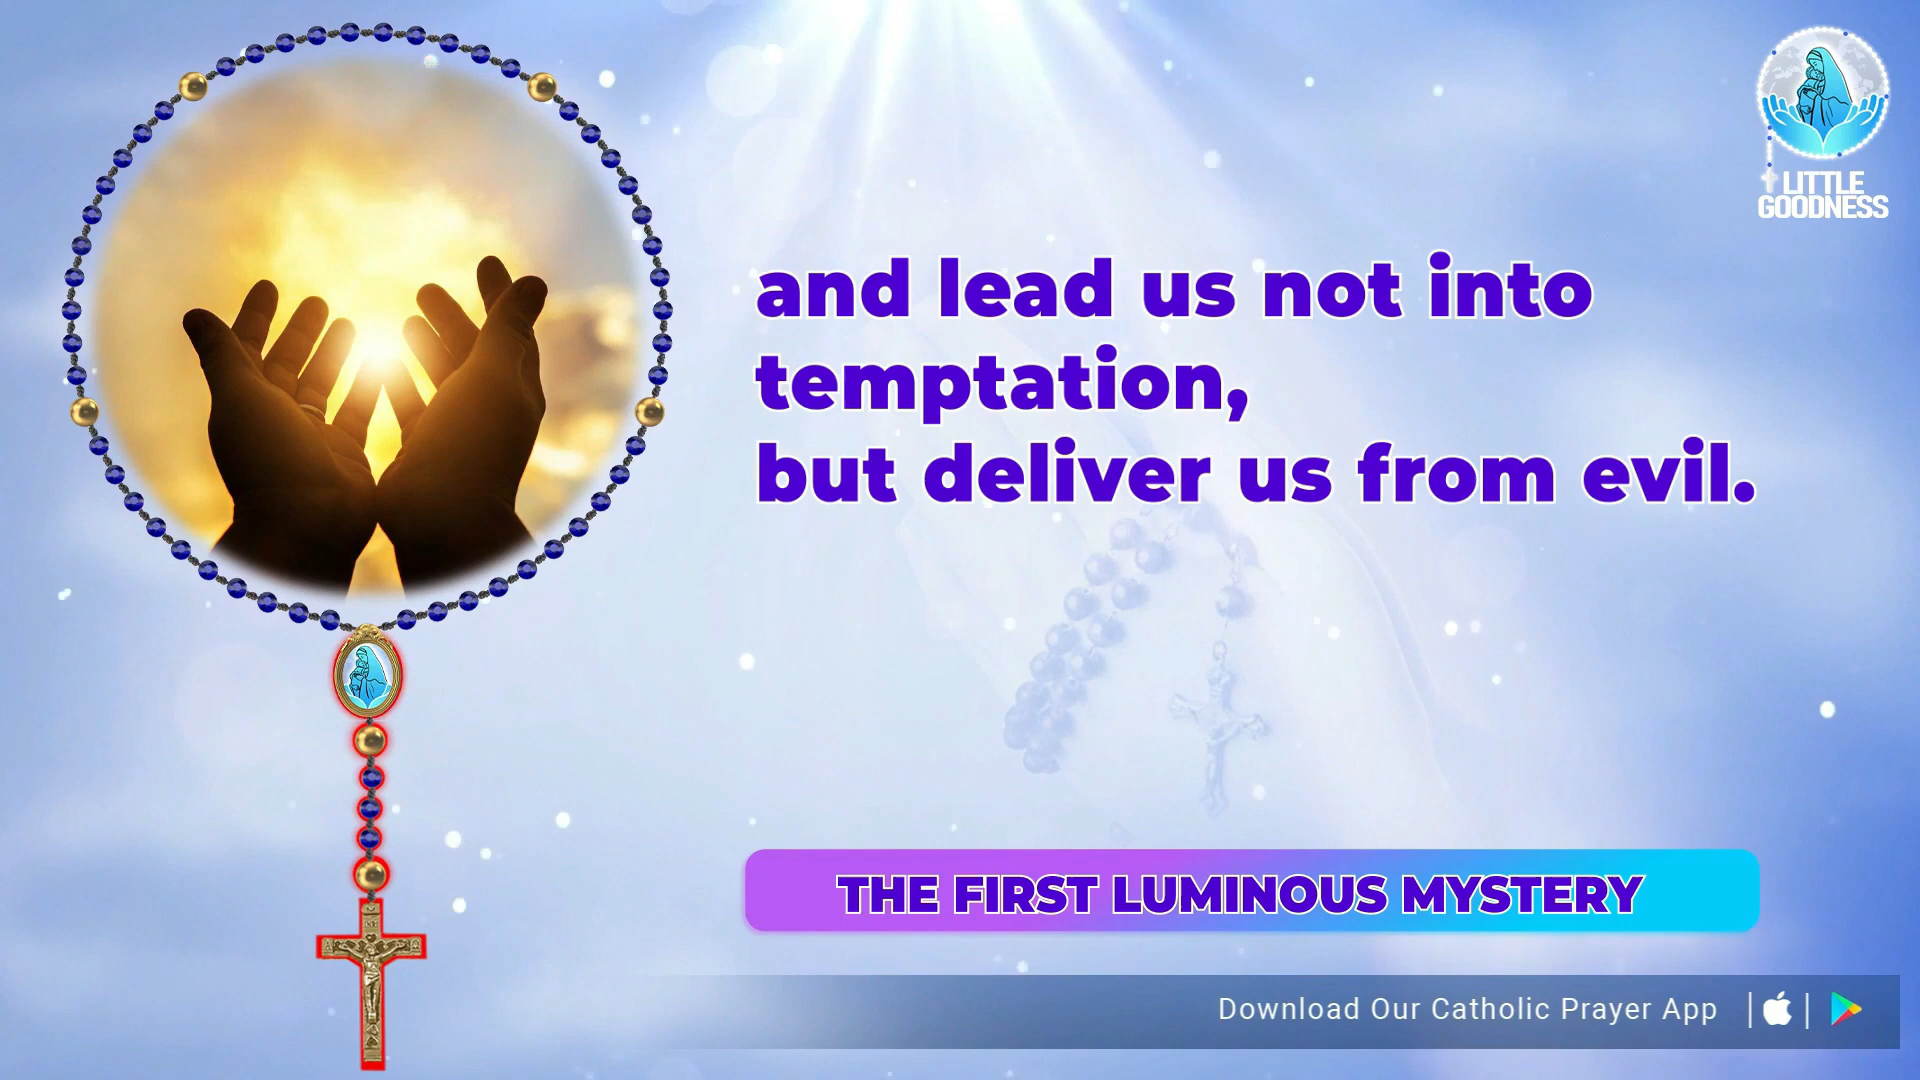 LITTLE
GOODNESS
and lead us not into
temptation,
but deliver us from evil.
THE FIRST LUMINOUS MYSTERY
Download Our Catholic Prayer App